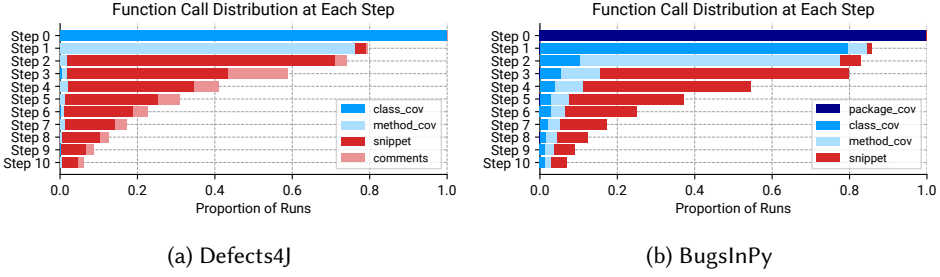 Function Call Distribution at Each Step
Step 0
Step 1
Step 2
Step 3
Step 4
Step 5
Step 6
Step 7
Step 8
Step 9
Step 10
class_cov
method_cov
snippet
comments
0.0 0.2 0.4 0.6 0.8 1.0
Proportion of Runs
(a) Defects4J
Function Call Distribution at Each Step
Step 0
Step 1
Step 2
Step 3
Step 4
Step 5
Step 6
Step 7
Step 8
Step 9
Step 10
package_cov
class_cov
method_cov
snippet
0.0 0.2 0.4 0.6 0.8 1.0
Proportion of Runs
(b) BugsInPy